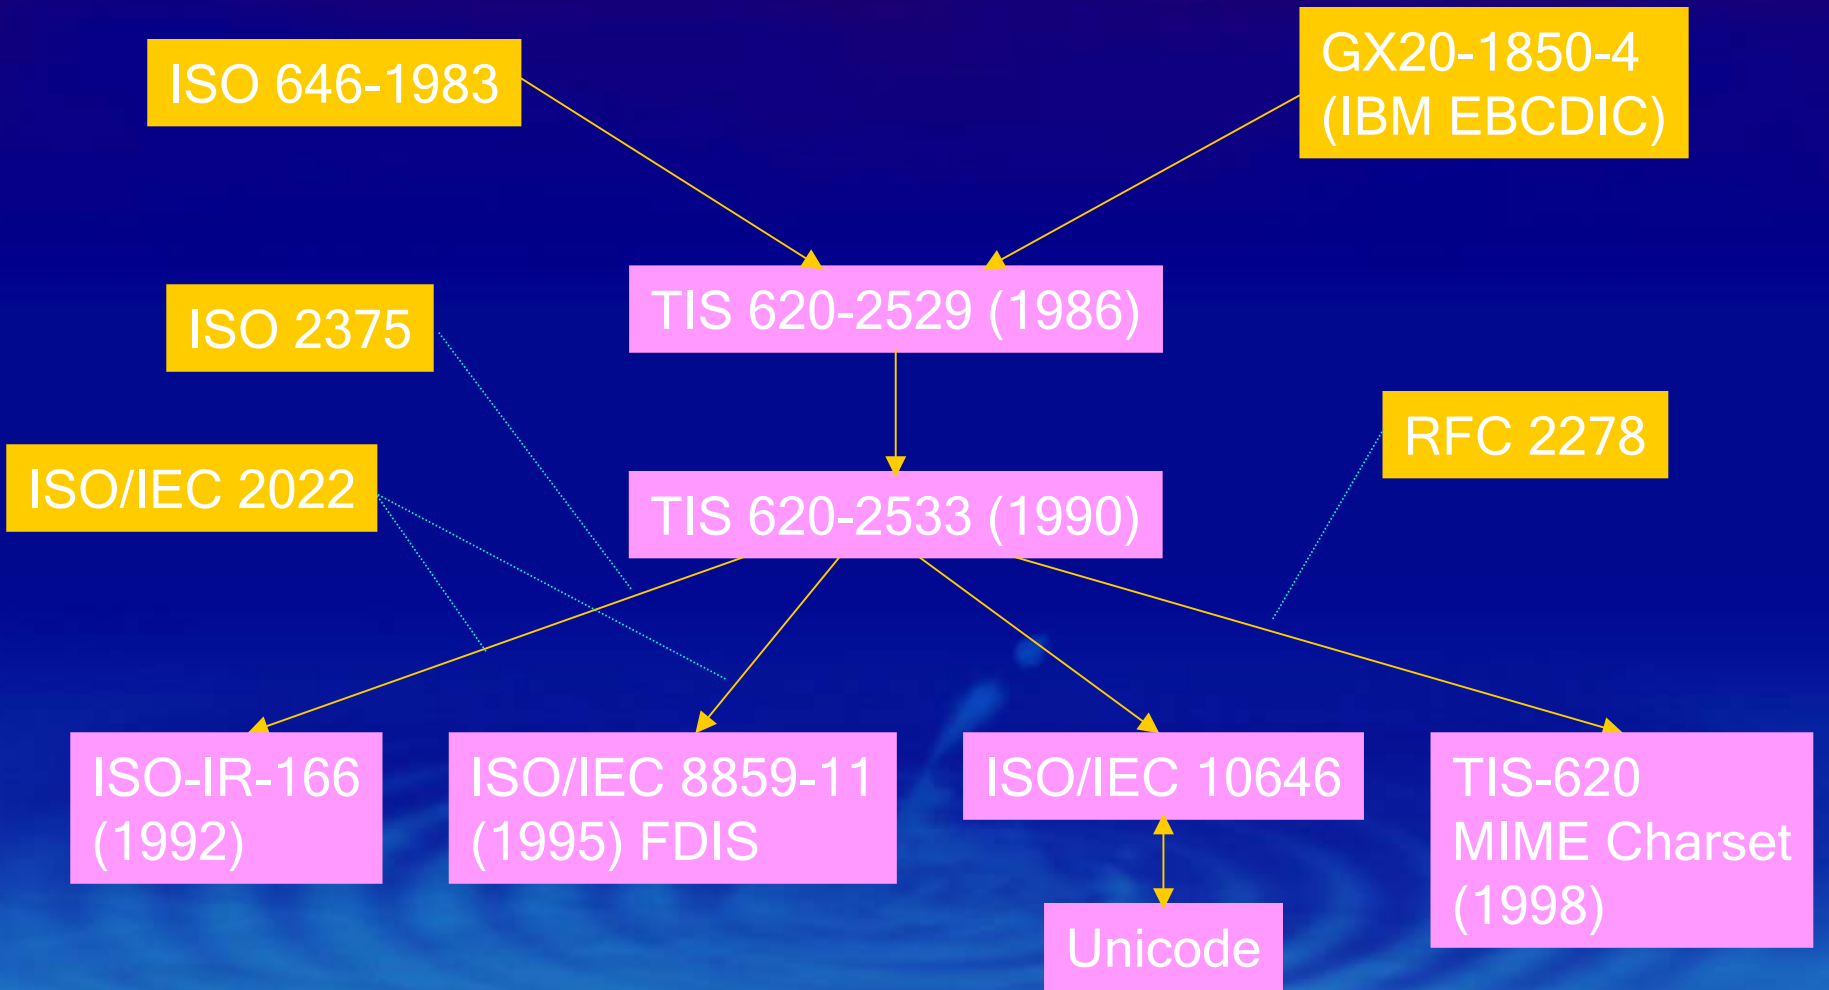 ISO 646-1983
GX20-1850-4
(IBM EBCDIC)
TIS 620-2529 (1986)
ISO 2375
RFC 2278
ISO/IEC 2022
TIS 620-2533 (1990)
ISO-IR-166
(1992)
ISO/IEC 8859-11
(1995) FDIS
ISO/IEC 10646
TIS-620
MIME Charset
(1998)
Unicode